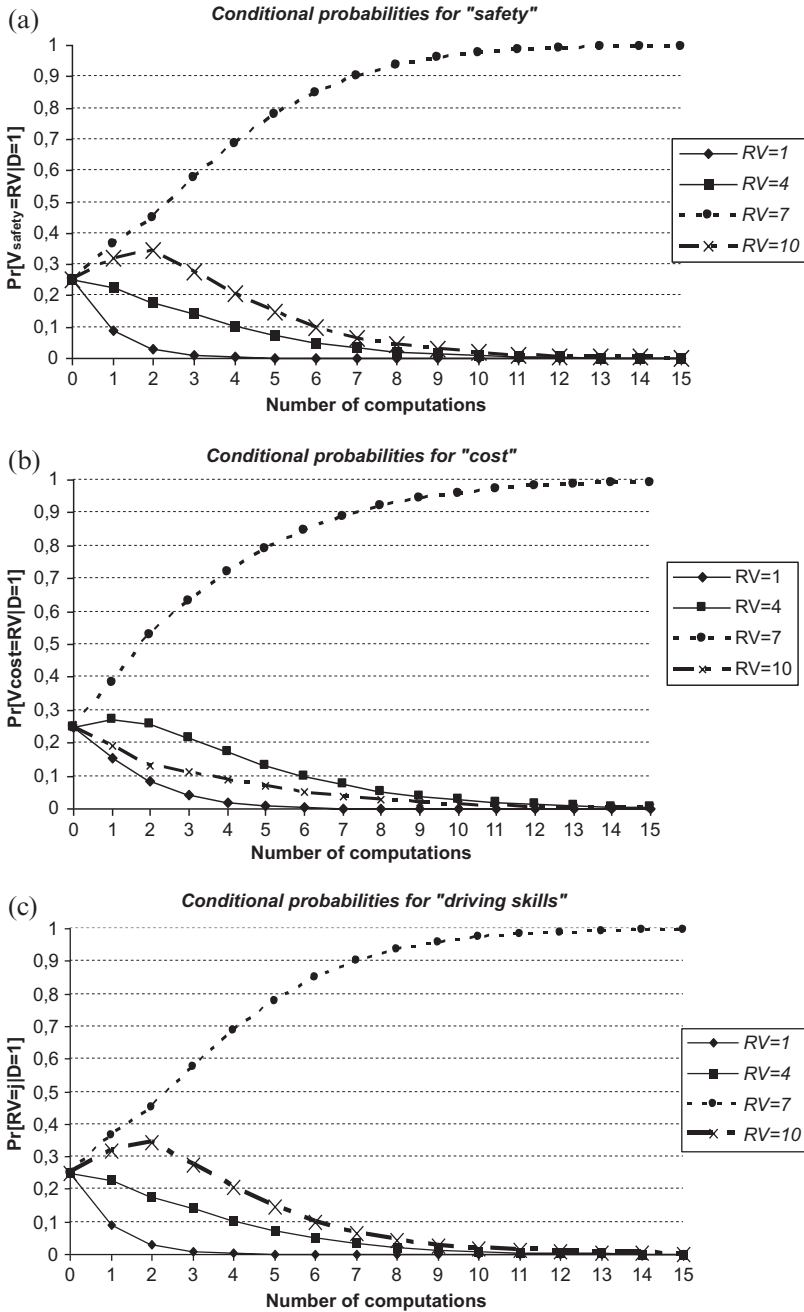 (a)
Conditional probabilities for "safety"
Pr[V safety=RV|D=1]
1
0,9
0,8
0,7
0,6
0,5
0,4
0,3
0,2
0,1
0
0 1 2 3 4 5 6 7 8 9 10 11 12 13 14 15
Number of computations
RV=1
RV=4
RV=7
RV=10
(b)
Conditional probabilities for "cost"
Pr[Vcost=RV|D=1]
1
0,9
0,8
0,7
0,6
0,5
0,4
0,3
0,2
0,1
0
0 1 2 3 4 5 6 7 8 9 10 11 12 13 14 15
Number of computations
RV=1
RV=4
RV=7
RV=10
(c)
Conditional probabilities for "driving skills"
Pr[RV=j|D=1]
1
0,9
0,8
0,7
0,6
0,5
0,4
0,3
0,2
0,1
0
0 1 2 3 4 5 6 7 8 9 10 11 12 13 14 15
Number of computations
RV=1
RV=4
RV=7
RV=10